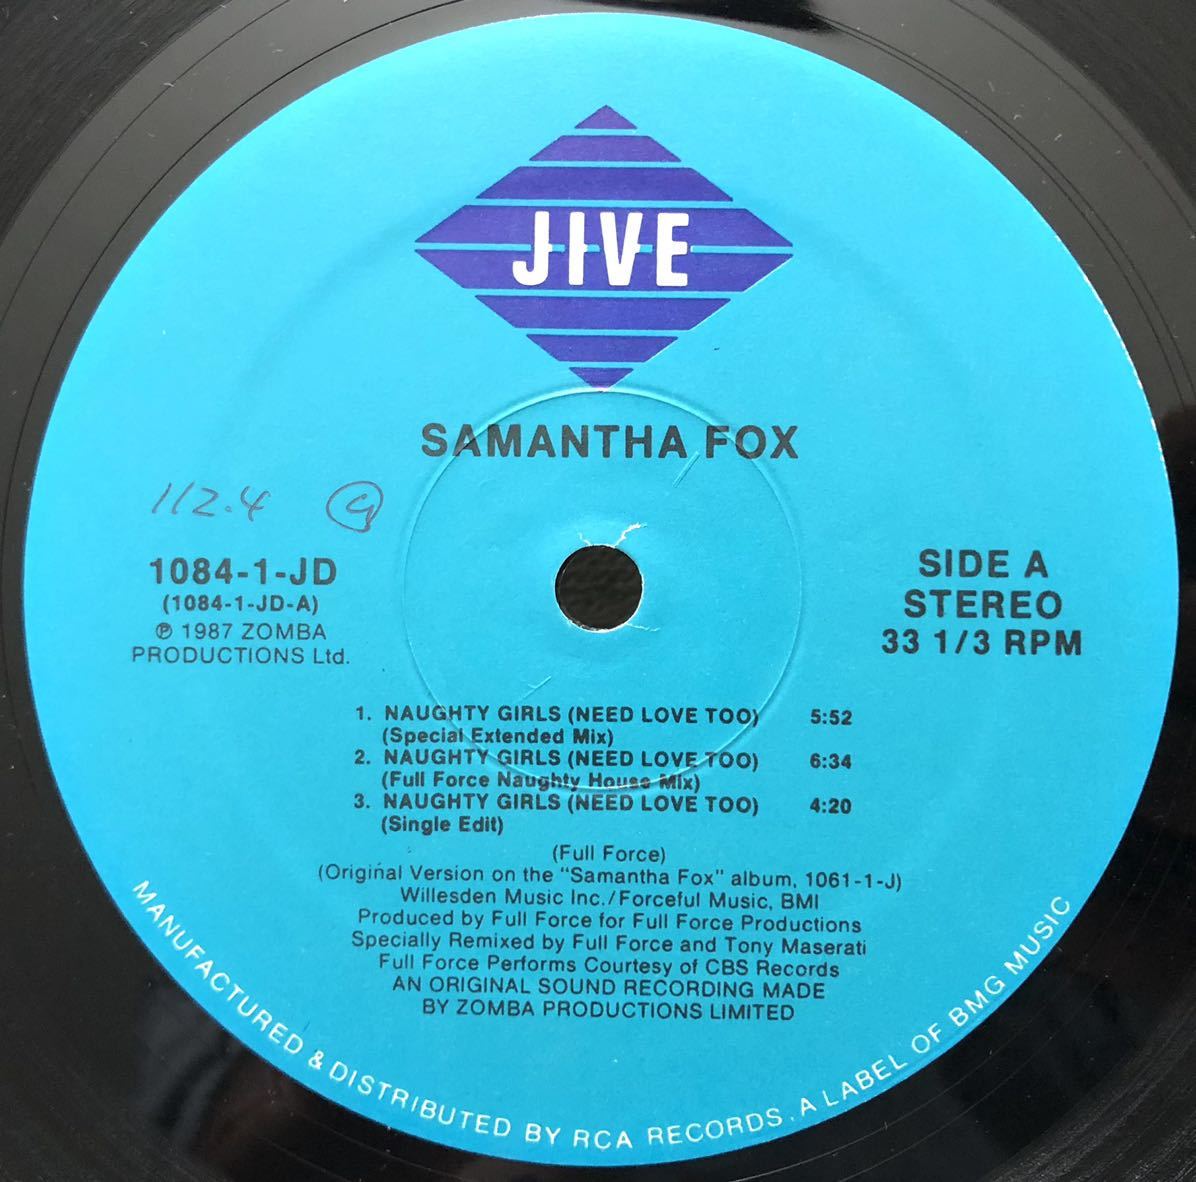 JIVE
SAMANTHA FOX
112.4
1084-1-JD
(1084-1-JD-A)
℗ 1987 ZOMBA
PRODUCTIONS Ltd.
SIDE A
STEREO
33 1/3 RPM
1. NAUGHTY GIRLS (NEED LOVE TOO) 5:52
(Special Extended Mix)
2. NAUGHTY GIRLS (NEED LOVE TOO) 6:34
(Full Force Naughty House Mix)
3. NAUGHTY GIRLS (NEED LOVE TOO) 4:20
(Single Edit)
(Full Force)
(Original Version on the "Samantha Fox" album, 1061-1-J)
Willesden Music Inc./Forceful Music, BMI
Produced by Full Force for Full Force Productions
Specially Remixed by Full Force and Tony Maserati
Full Force Performs Courtesy of CBS Records
AN ORIGINAL SOUND RECORDING MADE
BY ZOMBA PRODUCTIONS LIMITED
MANUFACTURED & DISTRIBUTED BY RCA RECORDS. A LABEL OF BMG MUSIC